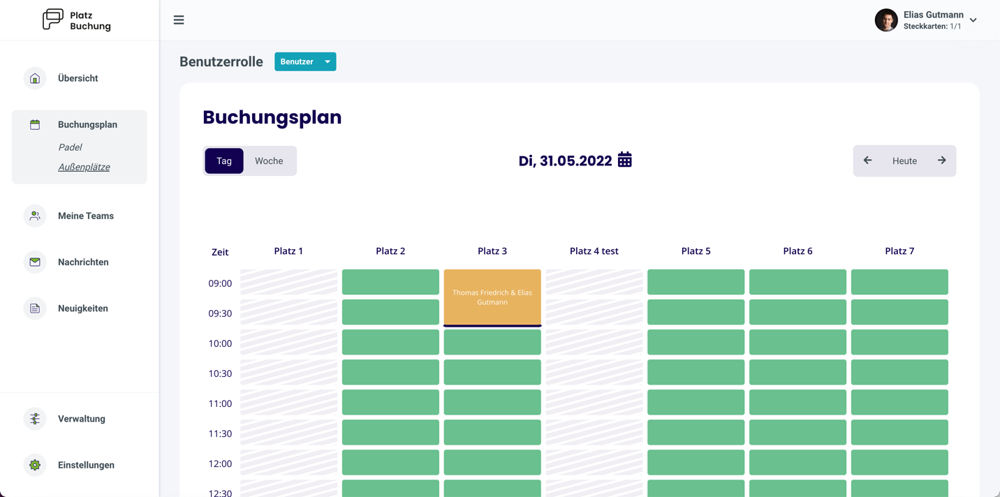 Platz
Buchung
Elias Gutmann
Steckkarten: 1/1
Benutzerrolle
Benutzer
Übersicht
Buchungsplan
Padel
Außenplätze
Meine Teams
Nachrichten
Neuigkeiten
Verwaltung
Einstellungen
Buchungsplan
Tag Woche
Di, 31.05.2022
Heute
Zeit Platz 1 Platz 2 Platz 3 Platz 4 test Platz 5 Platz 6 Platz 7
09:00
Thomas Friedrich & Elias
Gutmann
09:30
10:00
10:30
11:00
11:30
12:00
12:30